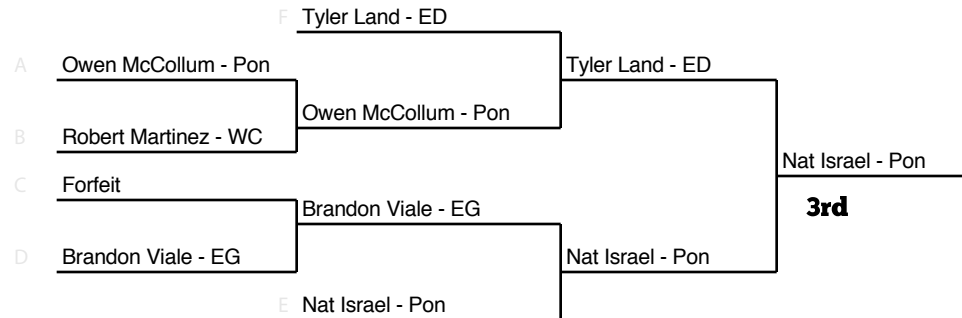 F Tyler Land - ED
A Owen McCollum - Pon
Tyler Land - ED
Owen McCollum - Pon
B Robert Martinez - WC
Nat Israel - Pon
C Forfeit
Brandon Viale - EG
3rd
D Brandon Viale - EG
Nat Israel - Pon
E Nat Israel - Pon